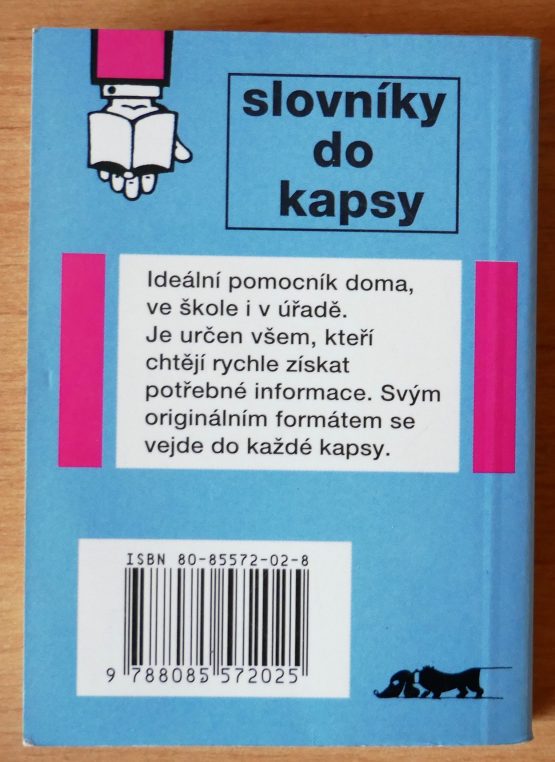 slovníky
do
kapsy
Ideální pomocník doma,
ve škole i v úřadě.
Je určen všem, kteří
chtějí rychle získat
potřebné informace. Svým
originálním formátem se
vejde do každé kapsy.
ISBN 80-85572-02-8
9 788085 572025